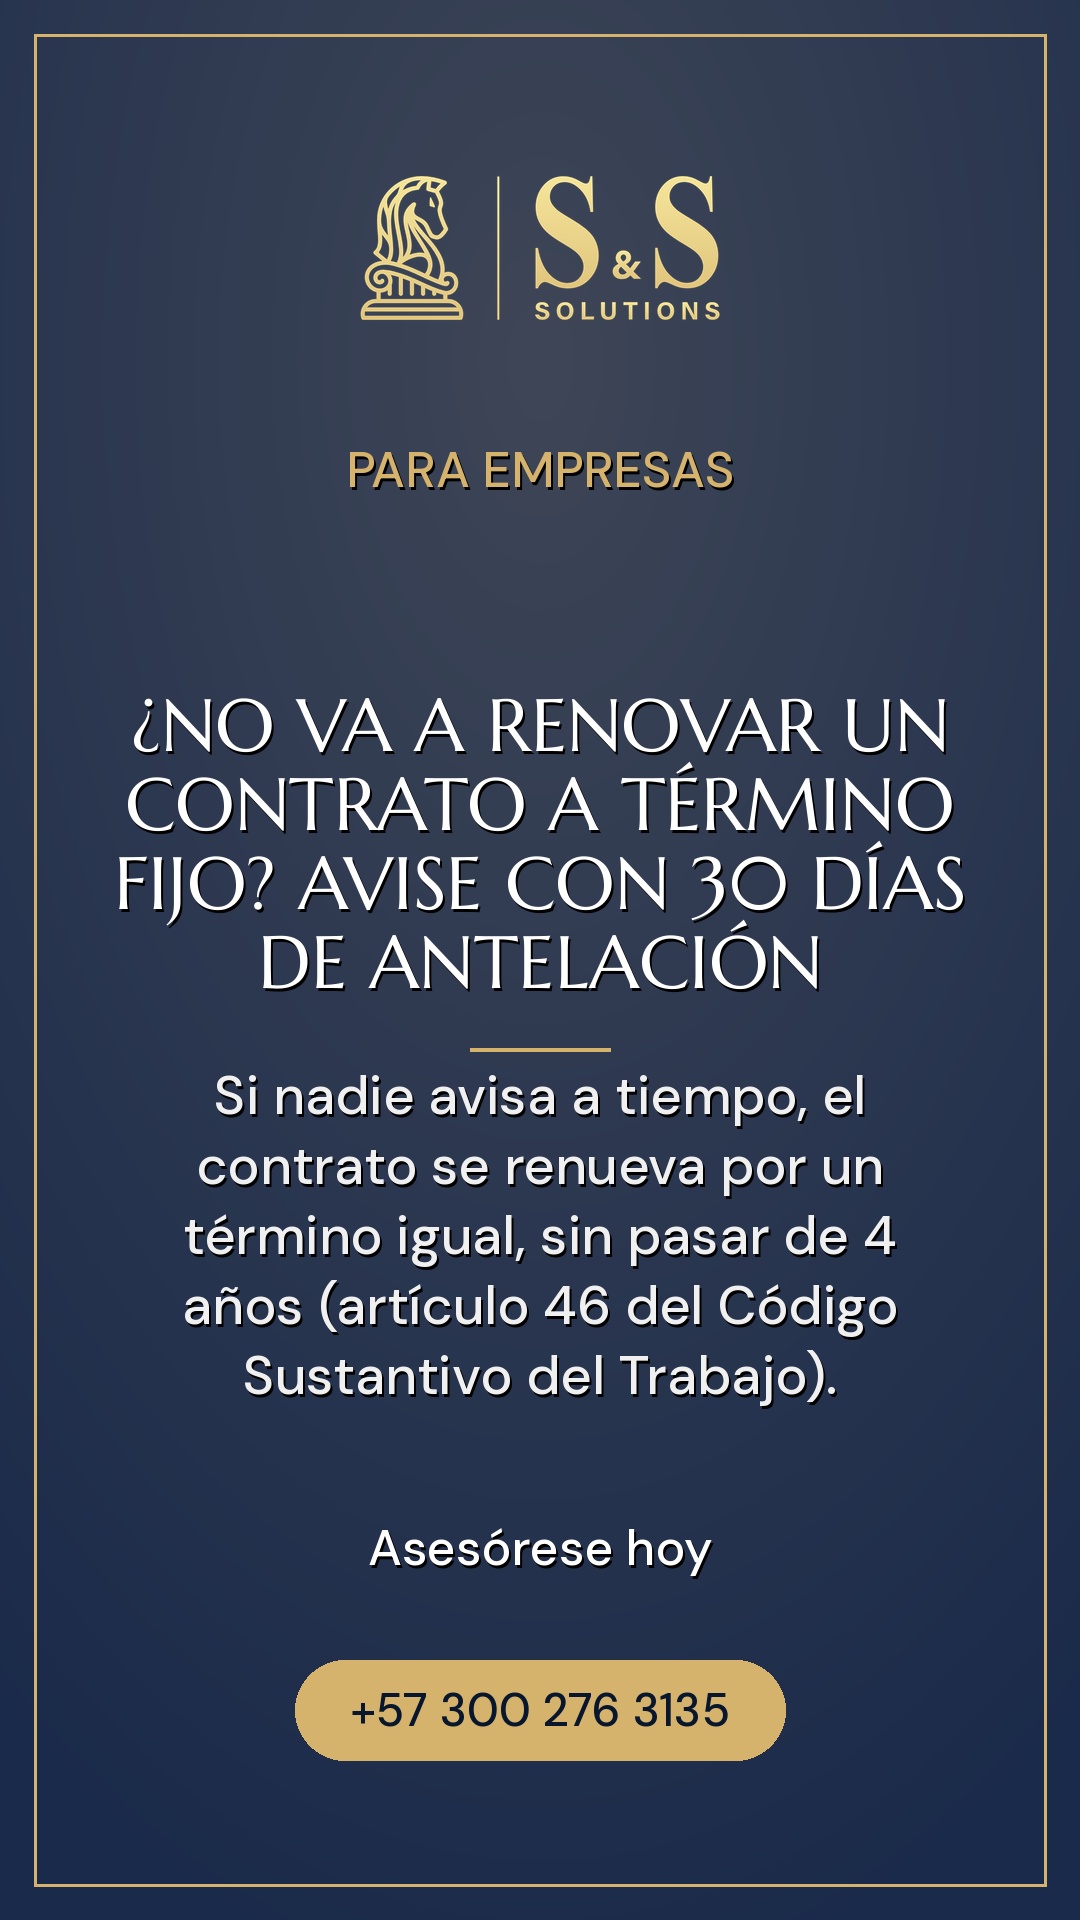 S & S
SOLUTIONS
PARA EMPRESAS
¿NO VA A RENOVAR UN
CONTRATO A TÉRMINO
FIJO? AVISE CON 30 DÍAS
DE ANTELACIÓN
Si nadie avisa a tiempo, el
contrato se renueva por un
término igual, sin pasar de 4
años (artículo 46 del Código
Sustantivo del Trabajo).
Asesórese hoy
+57 300 276 3135